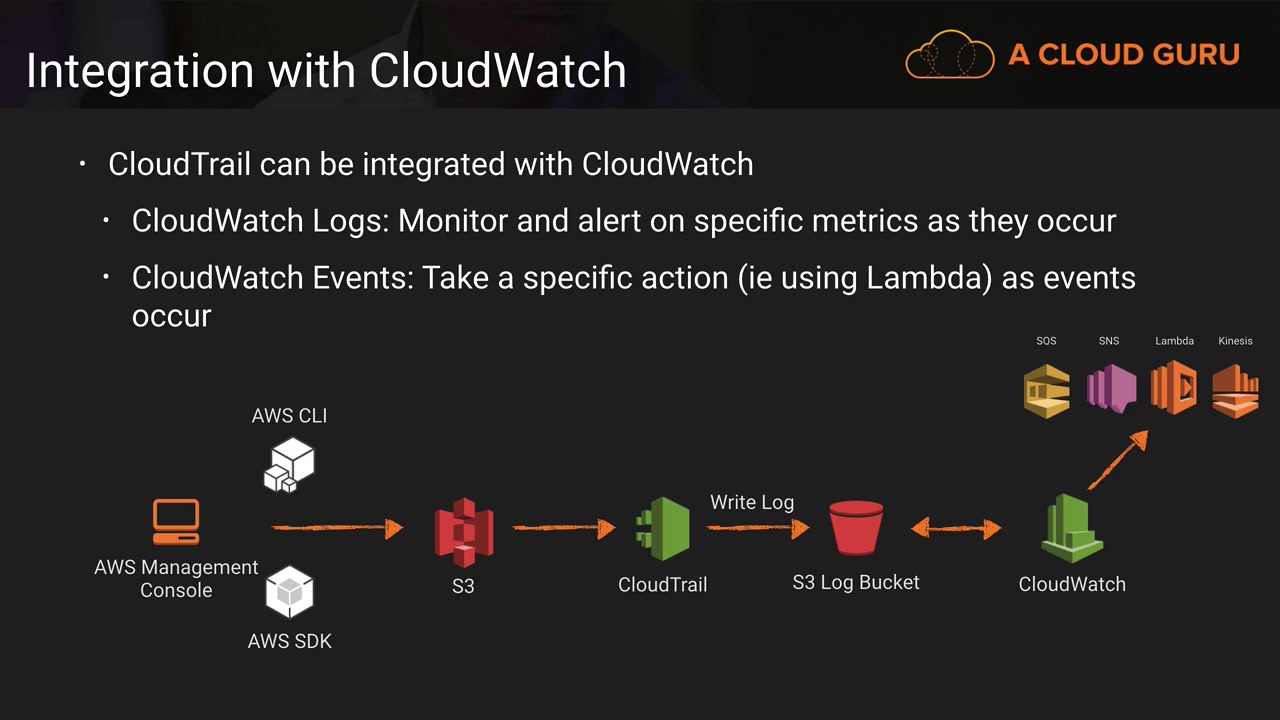 Integration with CloudWatch
A CLOUD GURU
• CloudTrail can be integrated with CloudWatch
• CloudWatch Logs: Monitor and alert on specific metrics as they occur
• CloudWatch Events: Take a specific action (ie using Lambda) as events
occur
SQS
SNS
Lambda
Kinesis
AWS CLI
AWS Management
Console
AWS SDK
S3
CloudTrail
Write Log
S3 Log Bucket
CloudWatch